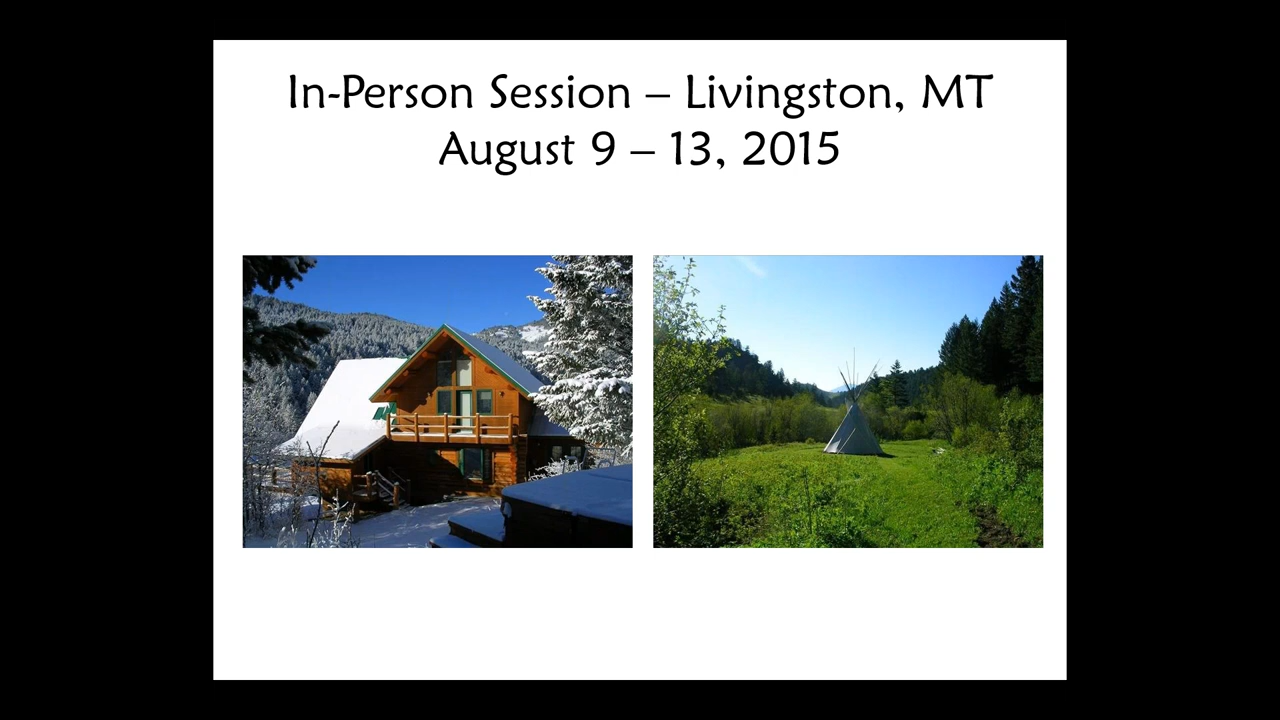 In-Person Session – Livingston, MT
August 9 – 13, 2015